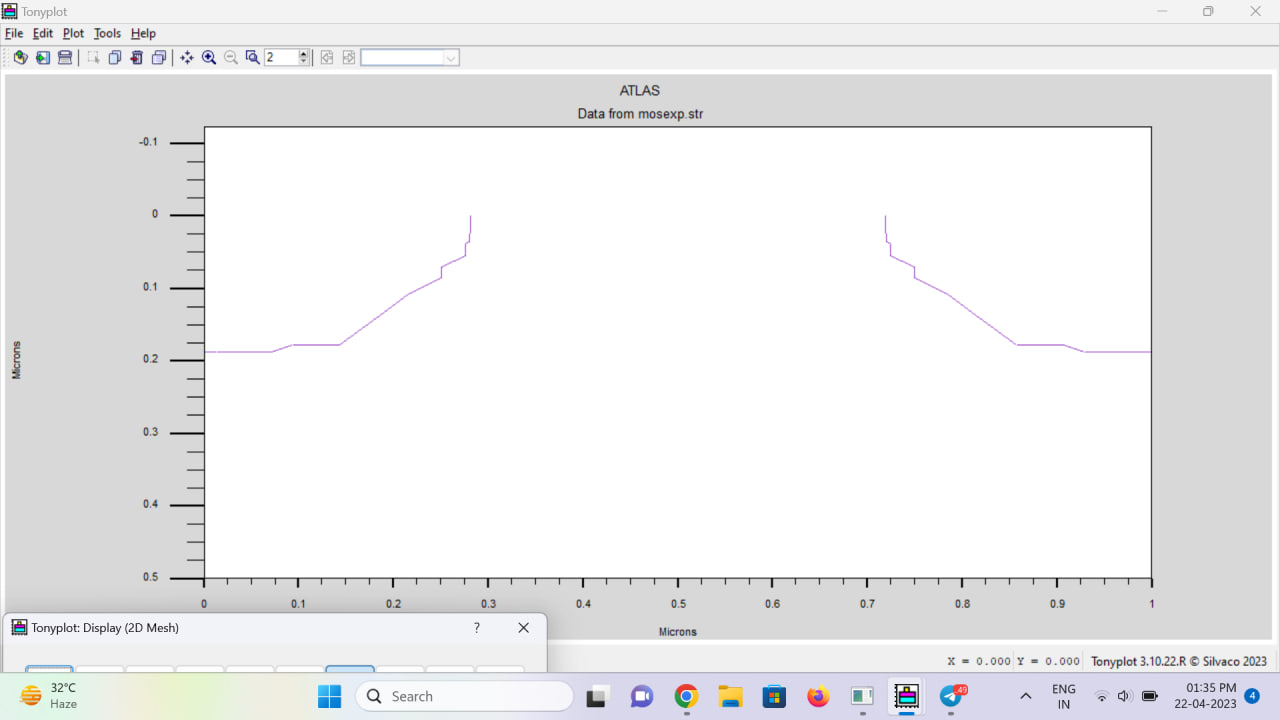 Tonyplot
File Edit Plot Tools Help
2
ATLAS
Data from mosexp.str
-0.1
0
0.1
0.2
0.3
0.4
0.5
Microns
0 0.1 0.2 0.3 0.4 0.5 0.6 0.7 0.8 0.9 1
Microns
Tonyplot: Display (2D Mesh) ?
X = 0.000 Y = 0.000 Tonyplot 3.10.22.R © Silvaco 2023
32°C
Haze
Search
49
ENG
IN
01:35 PM
22-04-2023
4